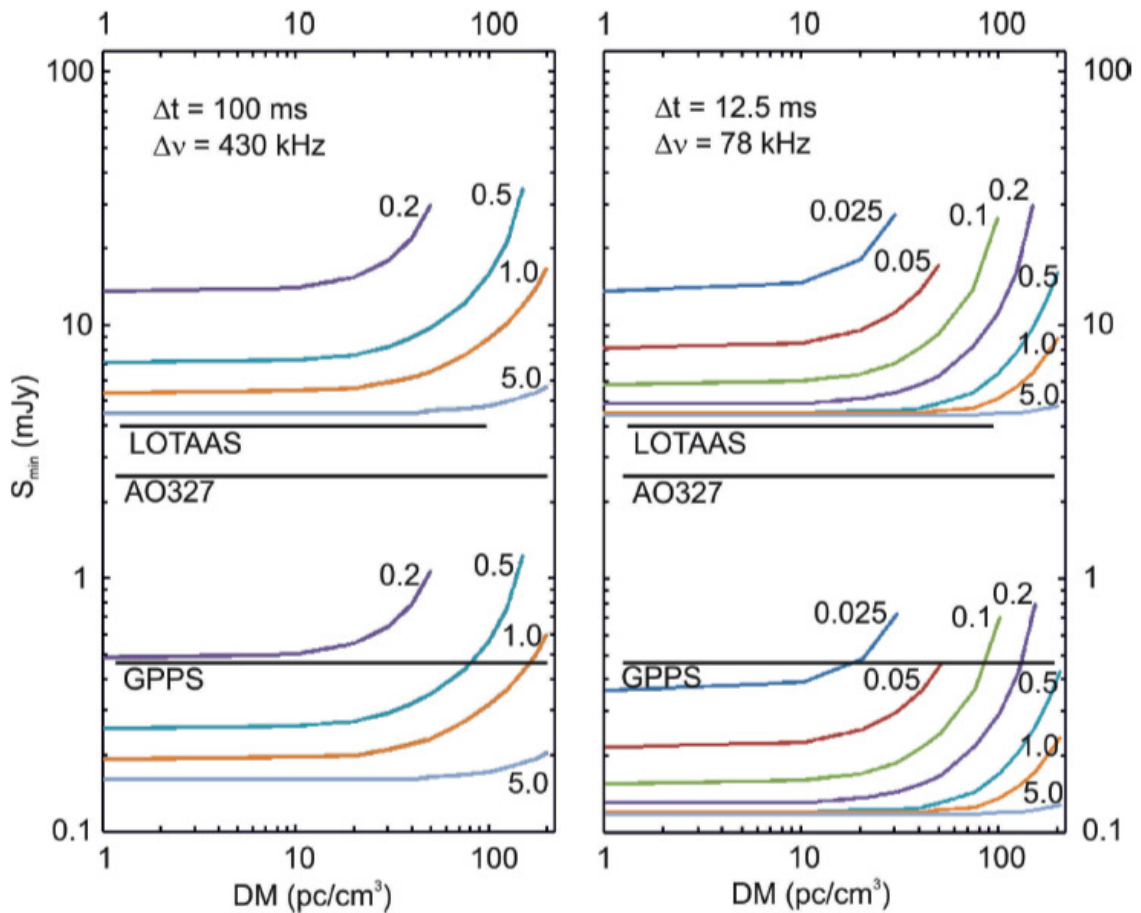 1 10 100 1 10 100
100 100
Δt = 100 ms
Δν = 430 kHz
Δt = 12.5 ms
Δν = 78 kHz
0.2 0.5 1.0 5.0
0.025 0.05 0.1 0.2 0.5 1.0 5.0
10 10
LOTAAS LOTAAS
AO327 AO327
S_min (mJy)
1 1
0.2 0.5 1.0 5.0
0.025 0.05 0.1 0.2 0.5 1.0 5.0
GPPS GPPS
0.1 0.1
1 10 100 1 10 100
DM (pc/cm³) DM (pc/cm³)